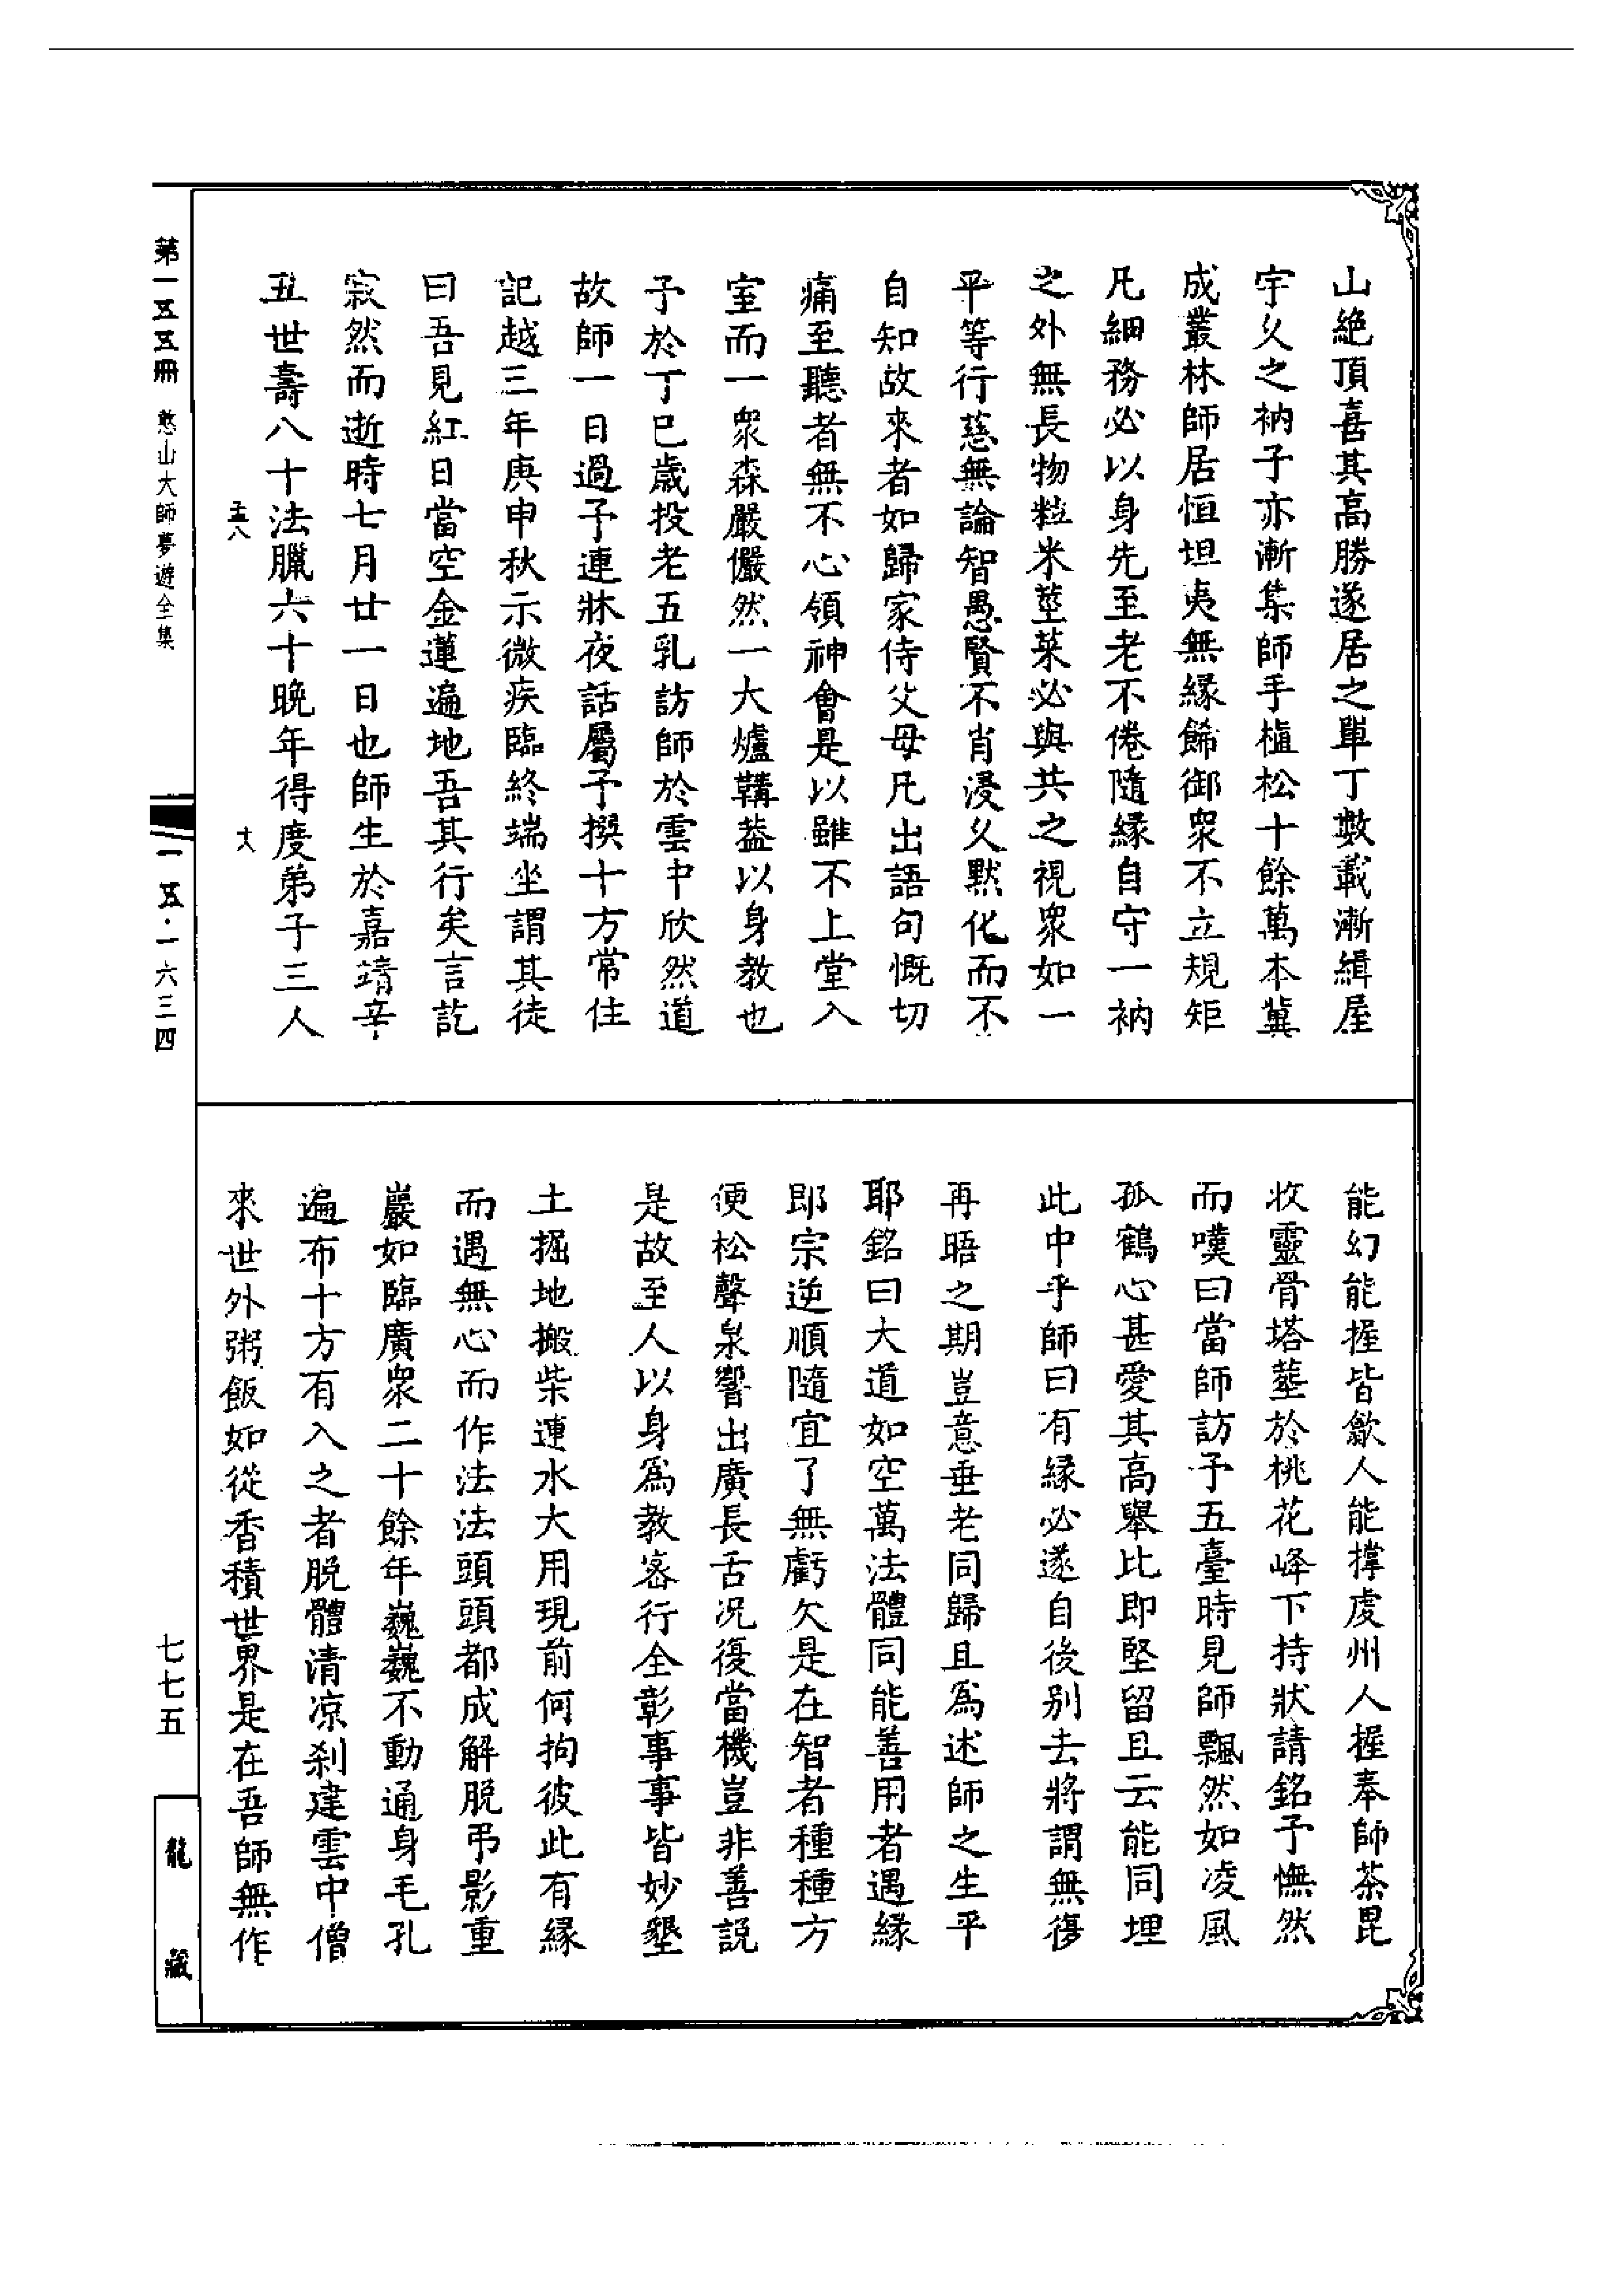 山絶頂喜其高勝遂居之單丁數載漸緝屋
宇久之衲子亦漸集師手植松十餘萬本冀
成叢林師居恒坦夷無緣飾御衆不立規矩
凡細務必以身先至老不倦隨緣自守一衲
之外無長物粒米莖菜必與共之視衆如一
平等行慈無論智愚賢不肖浸久默化而不
自知故來者如歸家侍父母凡出語句慨切
痛至聽者無不心領神會是以雖不上堂入
室而一衆森嚴儼然一大爐鞲葢以身教也
予於丁巳歲投老五乳訪師於雲中欣然道
故師一日過予連牀夜話屬予撰十方常住
記越三年庚申秋示微疾臨終端坐謂其徒
曰吾見紅日當空金蓮遍地吾其行矣言訖
寂然而逝時七月廿一日也師生於嘉靖辛
丑世壽八十法臘六十晚年得度弟子三人
能幻能握皆歙人能撑虔州人握奉師茶毘
收靈骨塔塟於桃花峰下持狀請銘予憮然
而嘆曰當師訪予五臺時見師飄然如凌風
孤鶴心甚愛其高舉比即堅留且云能同埋
此中乎師曰有緣必遂自後别去將謂無復
再晤之期豈意垂老同歸且爲述師之生平
耶銘曰大道如空萬法體同能善用者遇緣
即宗逆順隨宜了無虧欠是在智者種種方
便松聲泉響出廣長舌况復當機豈非善説
是故至人以身爲教密行全彰事事皆妙墾
土掘地搬柴運水大用現前何拘彼此有緣
而遇無心而作法法頭頭都成解脱弔影重
巖如臨廣衆二十餘年巍巍不動通身毛孔
遍布十方有入之者脱體清凉刹建雲中僧
來世外粥飯如從香積世界是在吾師無作
第一五五冊 憨山大師夢遊全集
一五五·一六三四
七七五
龍藏